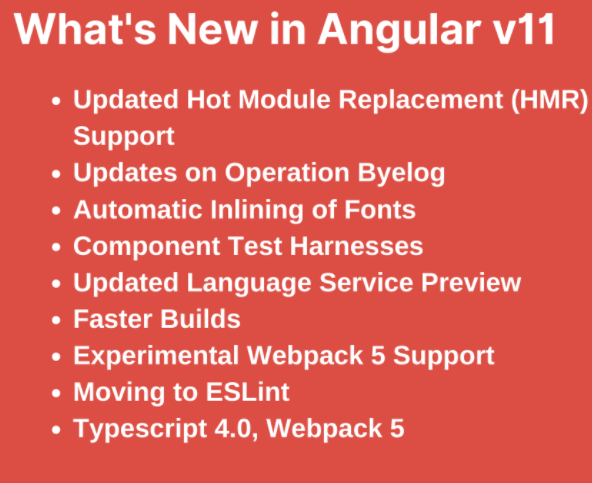 What's New in Angular v11
• Updated Hot Module Replacement (HMR)
Support
• Updates on Operation Byelog
• Automatic Inlining of Fonts
• Component Test Harnesses
• Updated Language Service Preview
• Faster Builds
• Experimental Webpack 5 Support
• Moving to ESLint
• Typescript 4.0, Webpack 5